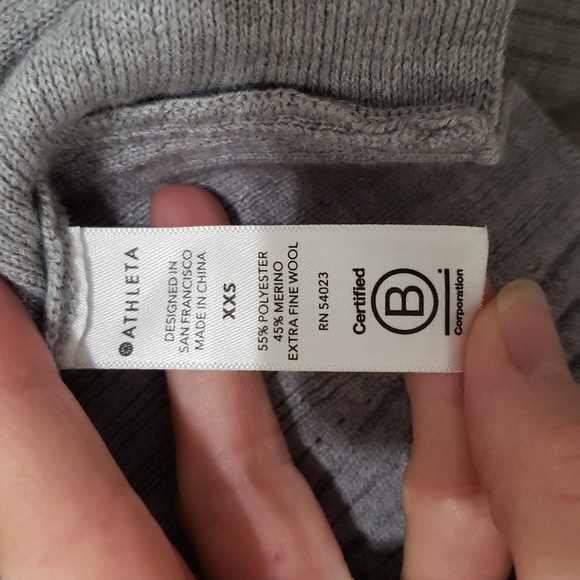 ATHLETA
DESIGNED IN
SAN FRANCISCO
MADE IN CHINA
XXS
55% POLYESTER
45% MERINO
EXTRA FINE WOOL
RN 54023
Certified
B
Corporation